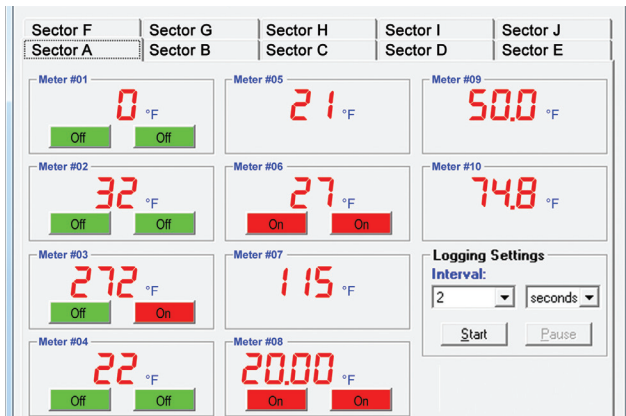 Sector F Sector G Sector H Sector I Sector J
Sector A Sector B Sector C Sector D Sector E
Meter #01 Meter #05 Meter #09
0 °F 21 °F 50.0 °F
Off Off
Meter #02 Meter #06 Meter #10
32 °F 27 °F 74.8 °F
Off Off On On
Meter #03 Meter #07 Logging Settings
272 °F 115 °F Interval:
2 seconds
Off On
Start Pause
Meter #04 Meter #08
22 °F 20.00 °F
Off Off On On